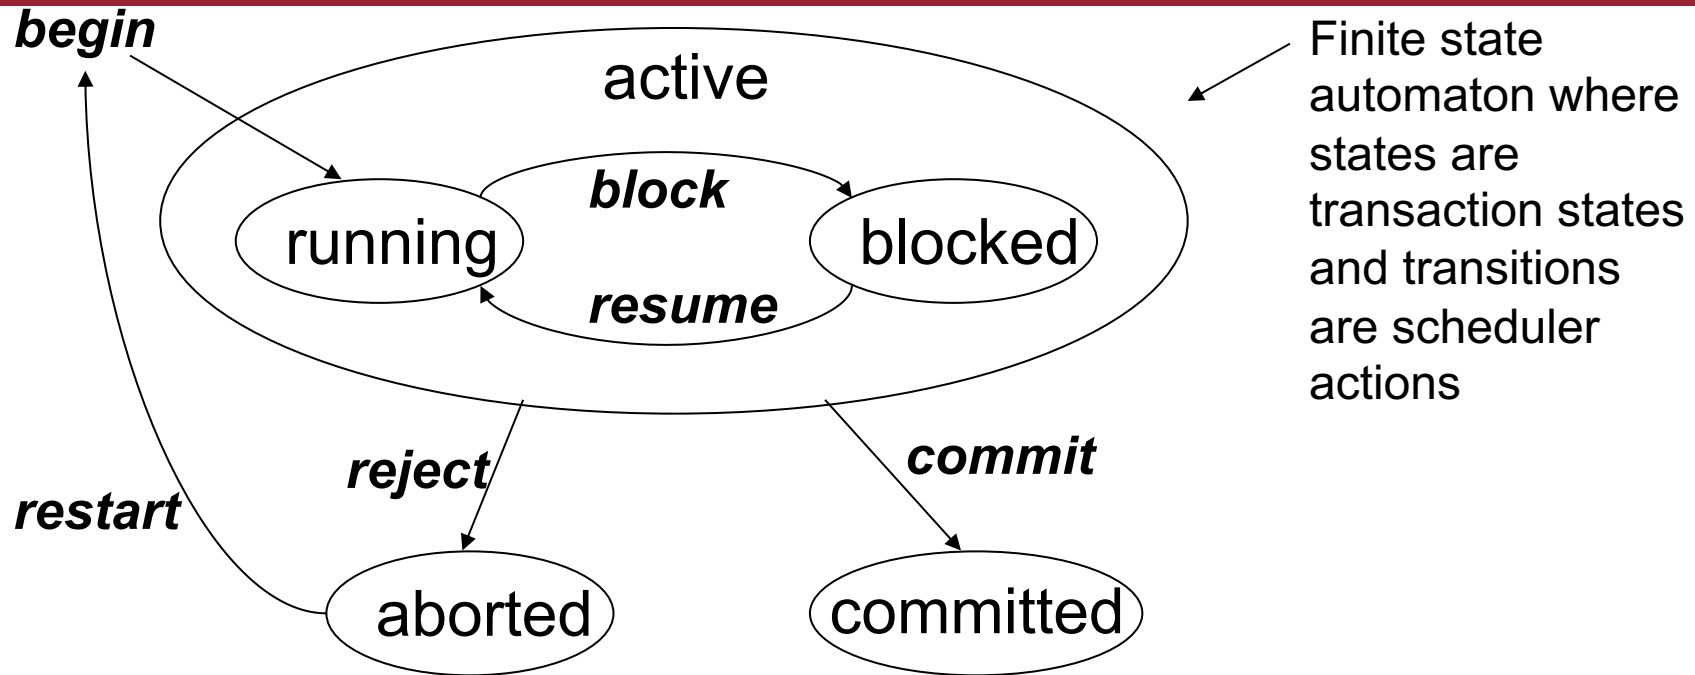 begin
active
Finite state
automaton where
states are
transaction states
and transitions
are scheduler
actions
block
running
blocked
resume
reject
commit
restart
aborted
committed